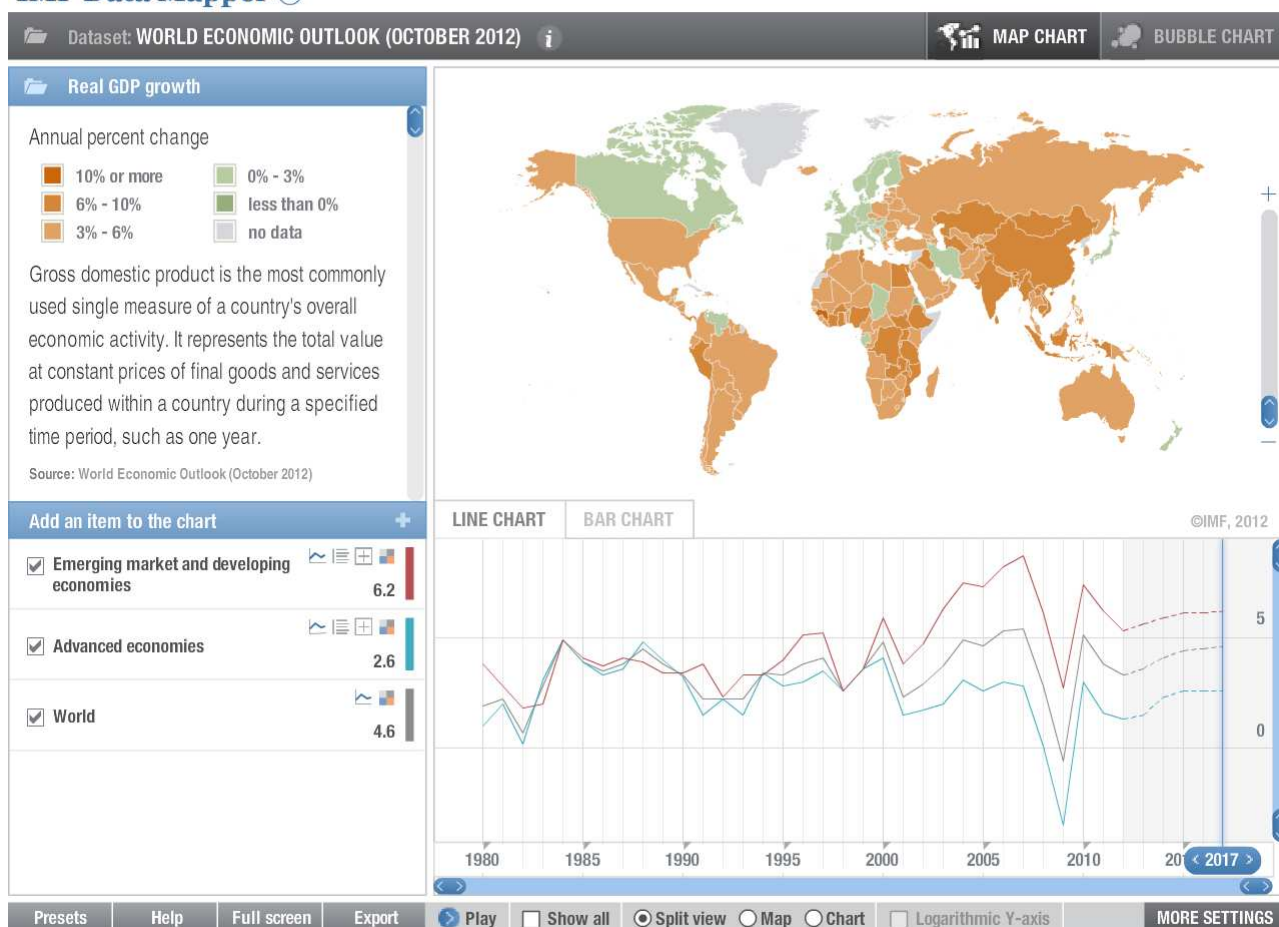 Dataset: WORLD ECONOMIC OUTLOOK (OCTOBER 2012) i
MAP CHART
BUBBLE CHART
Real GDP growth
Annual percent change
10% or more
0% - 3%
6% - 10%
less than 0%
3% - 6%
no data
Gross domestic product is the most commonly
used single measure of a country's overall
economic activity. It represents the total value
at constant prices of final goods and services
produced within a country during a specified
time period, such as one year.
Source: World Economic Outlook (October 2012)
Add an item to the chart +
Emerging market and developing
economies
6.2
Advanced economies
2.6
World
4.6
+
−
LINE CHART
BAR CHART
©IMF, 2012
5
0
1980 1985 1990 1995 2000 2005 2010 < 2017 >
Presets Help Full screen Export Play Show all Split view Map Chart Logarithmic Y-axis MORE SETTINGS